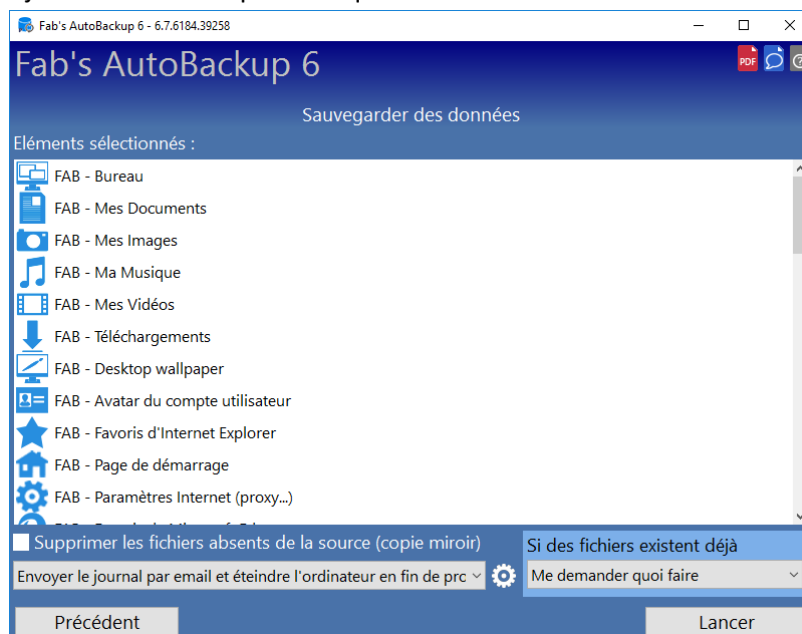 Fab's AutoBackup 6 - 6.7.6184.39258
Fab's AutoBackup 6
PDF
Sauvegarder des données
Eléments sélectionnés :
FAB - Bureau
FAB - Mes Documents
FAB - Mes Images
FAB - Ma Musique
FAB - Mes Vidéos
FAB - Téléchargements
FAB - Desktop wallpaper
FAB - Avatar du compte utilisateur
FAB - Favoris d'Internet Explorer
FAB - Page de démarrage
FAB - Paramètres Internet (proxy...)
Supprimer les fichiers absents de la source (copie miroir)
Si des fichiers existent déjà
Envoyer le journal par email et éteindre l'ordinateur en fin de prc
Me demander quoi faire
Précédent
Lancer